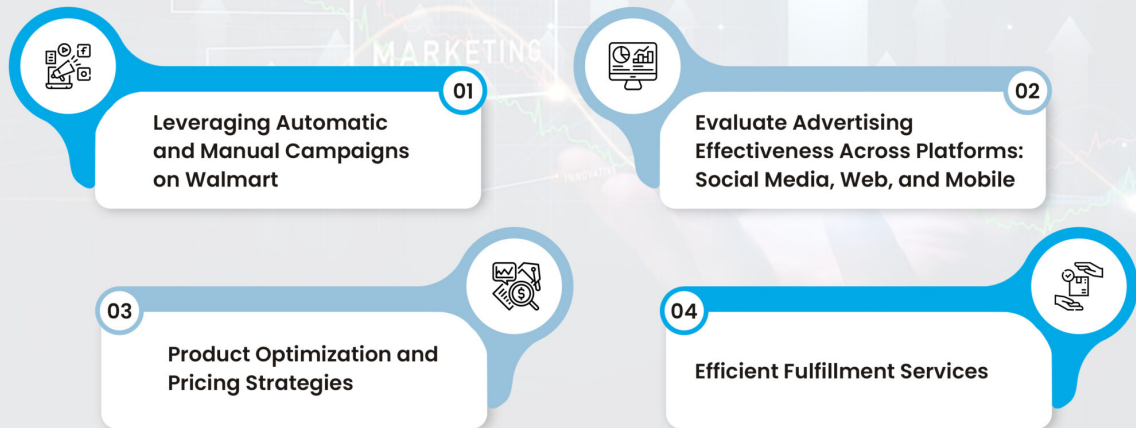 MARKETING
INNOVATIVE
01
Leveraging Automatic
and Manual Campaigns
on Walmart
02
Evaluate Advertising
Effectiveness Across Platforms:
Social Media, Web, and Mobile
03
Product Optimization and
Pricing Strategies
04
Efficient Fulfillment Services